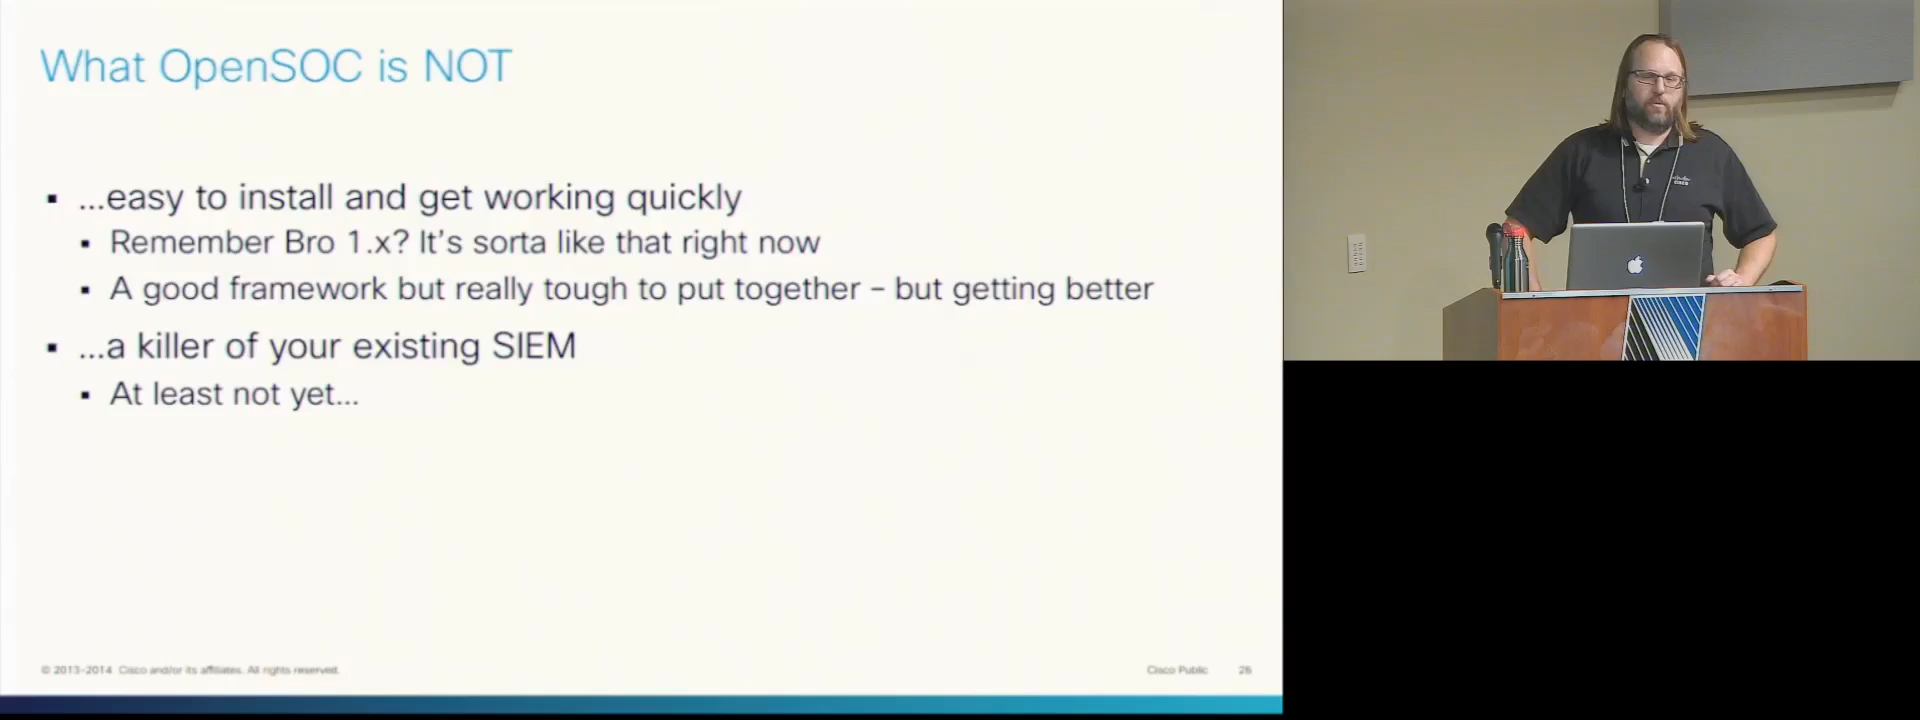 What OpenSOC is NOT
▪ ...easy to install and get working quickly
▪ Remember Bro 1.x? It's sorta like that right now
▪ A good framework but really tough to put together – but getting better
▪ ...a killer of your existing SIEM
▪ At least not yet...
© 2013-2014 Cisco and/or its affiliates. All rights reserved.
Cisco Public 26
CISCO